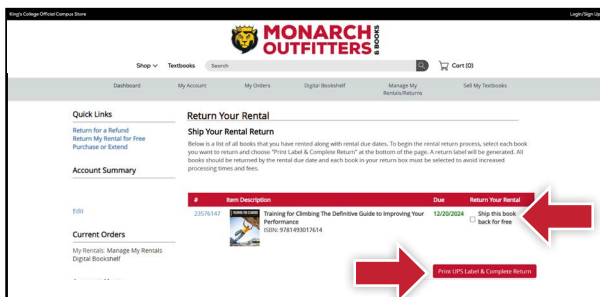 King's College Official Campus Store
Login/Sign Up
MONARCH
OUTFITTERS
& BOOKS
Shop
Textbooks
Search
Cart (0)
Dashboard
My Account
My Orders
Digital Bookshelf
Manage My
Rentals/Returns
Sell My Textbooks
Quick Links
Return for a Refund
Return My Rental for Free
Purchase or Extend
Account Summary
Edit
Current Orders
My Rentals: Manage My Rentals
Digital Bookshelf
Return Your Rental
Ship Your Rental Return
Below is a list of all books that you have rented along with rental due dates. To begin the rental return process, select each book
you want to return and choose "Print Label & Complete Return" at the bottom of the page. A return label will be generated. All
books should be returned by the rental due date and each book in your return box must be selected to avoid increased
processing times and fees.
# Item Description Due Return Your Rental
23576147
TRAINING FOR CLIMBING
Training for Climbing The Definitive Guide to Improving Your
Performance
ISBN: 9781493017614
12/20/2024
Ship this book
back for free
Print UPS Label & Complete Return